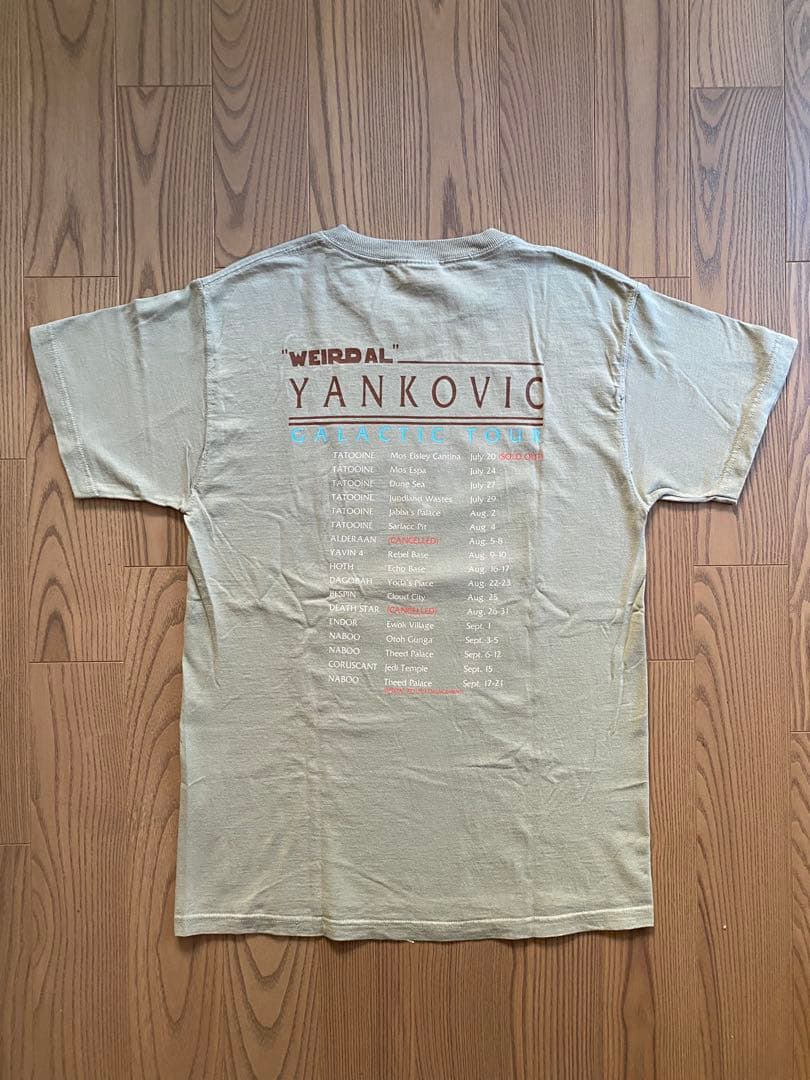 "WEIRD AL"
YANKOVIC
GALACTIC TOUR
TATOOINE Mos Eisley Cantina July 20 (SOLD OUT)
TATOOINE Mos Espa July 24
TATOOINE Dune Sea July 27
TATOOINE Jundland Wastes July 29
TATOOINE Jabba's Palace Aug. 2
TATOOINE Sarlacc Pit Aug. 4
ALDERAAN (CANCELLED) Aug. 5-8
YAVIN 4 Rebel Base Aug. 9-10
HOTH Echo Base Aug. 16-17
DAGOBAH Yoda's Place Aug. 22-23
BESPIN Cloud City Aug. 25
DEATH STAR (CANCELLED) Aug. 26-31
ENDOR Ewok Village Sept. 1
NABOO Otoh Gunga Sept. 3-5
NABOO Theed Palace Sept. 6-12
CORUSCANT Jedi Temple Sept. 15
NABOO Theed Palace Sept. 17-21